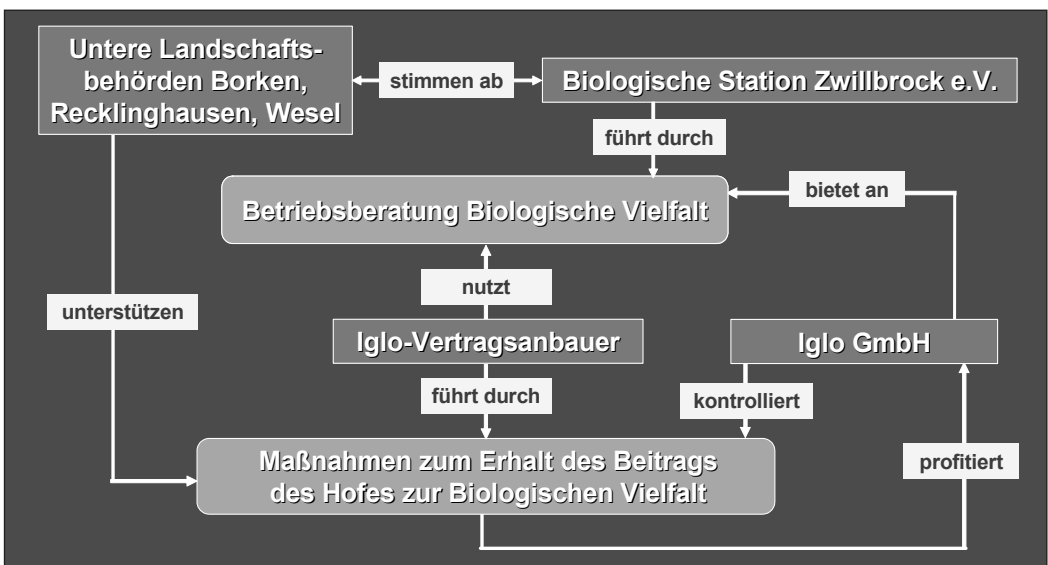 Untere Landschafts-
behörden Borken,
Recklinghausen, Wesel
stimmen ab
Biologische Station Zwillbrock e.V.
führt durch
bietet an
Betriebsberatung Biologische Vielfalt
nutzt
unterstützen
Iglo-Vertragsanbauer
Iglo GmbH
führt durch
kontrolliert
Maßnahmen zum Erhalt des Beitrags
des Hofes zur Biologischen Vielfalt
profitiert